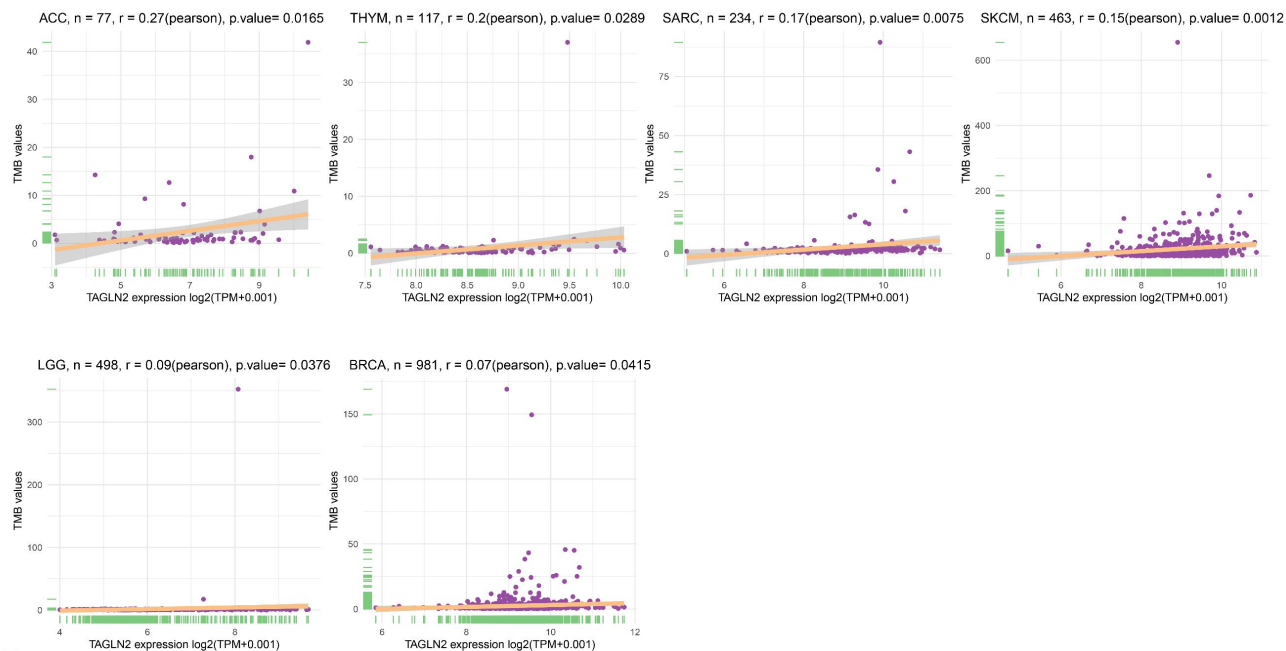 ACC, n = 77, r = 0.27(pearson), p.value= 0.0165
TMB values
40
30
20
10
0
3
5
7
9
TAGLN2 expression log2(TPM+0.001)
THYM, n = 117, r = 0.2(pearson), p.value= 0.0289
TMB values
30
20
10
0
7.5
8.0
8.5
9.0
9.5
10.0
TAGLN2 expression log2(TPM+0.001)
SARC, n = 234, r = 0.17(pearson), p.value= 0.0075
TMB values
75
50
25
0
6
8
10
TAGLN2 expression log2(TPM+0.001)
SKCM, n = 463, r = 0.15(pearson), p.value= 0.0012
TMB values
600
400
200
0
6
8
10
TAGLN2 expression log2(TPM+0.001)
LGG, n = 498, r = 0.09(pearson), p.value= 0.0376
TMB values
300
200
100
0
4
6
8
TAGLN2 expression log2(TPM+0.001)
BRCA, n = 981, r = 0.07(pearson), p.value= 0.0415
TMB values
150
100
50
0
6
8
10
12
TAGLN2 expression log2(TPM+0.001)